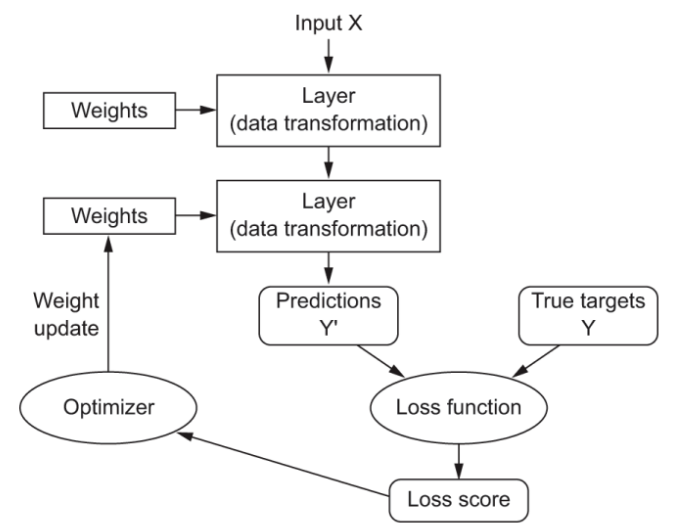 Input X
Layer
(data transformation)
Weights
Layer
(data transformation)
Weights
Weight
update
Predictions
Y'
True targets
Y
Optimizer
Loss function
Loss score